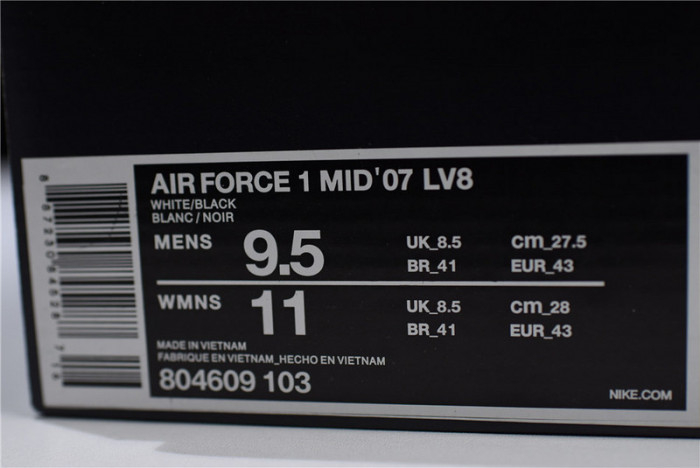 AIR FORCE 1 MID '07 LV8
WHITE/BLACK
BLANC / NOIR
MENS 9.5 UK_8.5 cm_27.5
BR_41 EUR_43
WMNS 11 UK_8.5 cm_28
BR_41 EUR_43
MADE IN VIETNAM
FABRIQUE EN VIETNAM_HECHO EN VIETNAM
804609 103
NIKE.COM